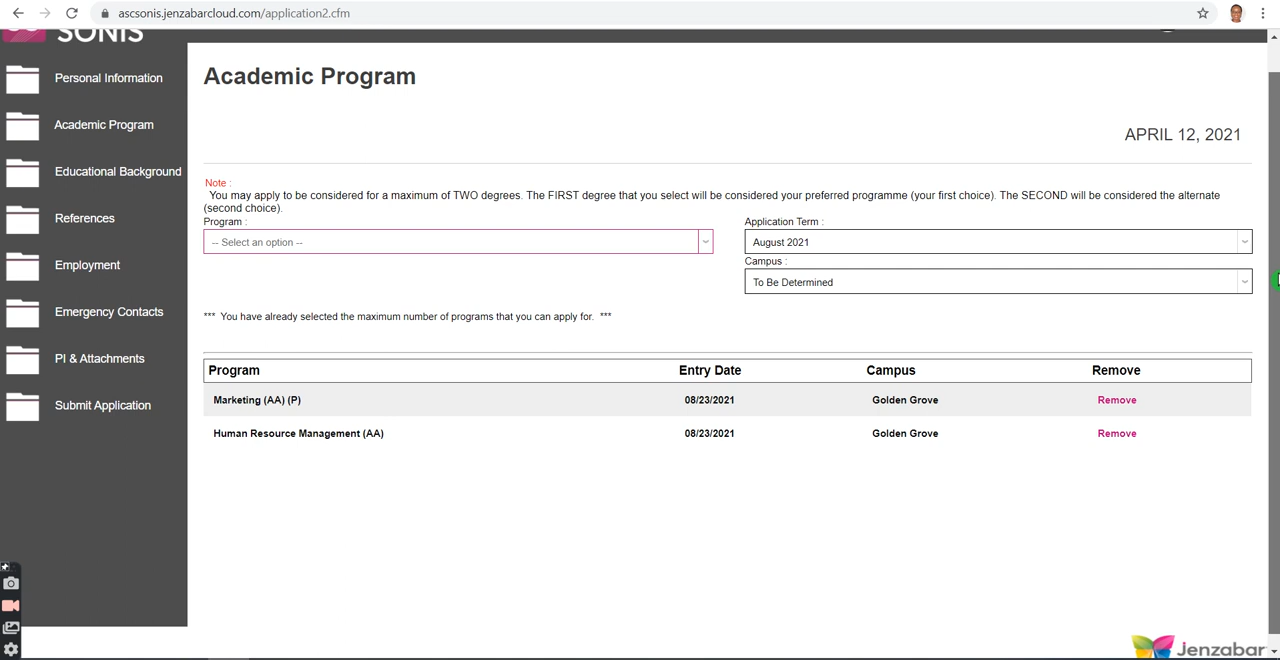 ascsonis.jenzabarcloud.com/application2.cfm
SONIS
Personal Information
Academic Program
Educational Background
References
Employment
Emergency Contacts
PI & Attachments
Submit Application
Academic Program
APRIL 12, 2021
Note :
You may apply to be considered for a maximum of TWO degrees. The FIRST degree that you select will be considered your preferred programme (your first choice). The SECOND will be considered the alternate
(second choice).
Program :
-- Select an option --
Application Term :
August 2021
Campus :
To Be Determined
*** You have already selected the maximum number of programs that you can apply for. ***
Program Entry Date Campus Remove
Marketing (AA) (P) 08/23/2021 Golden Grove Remove
Human Resource Management (AA) 08/23/2021 Golden Grove Remove
Jenzabar